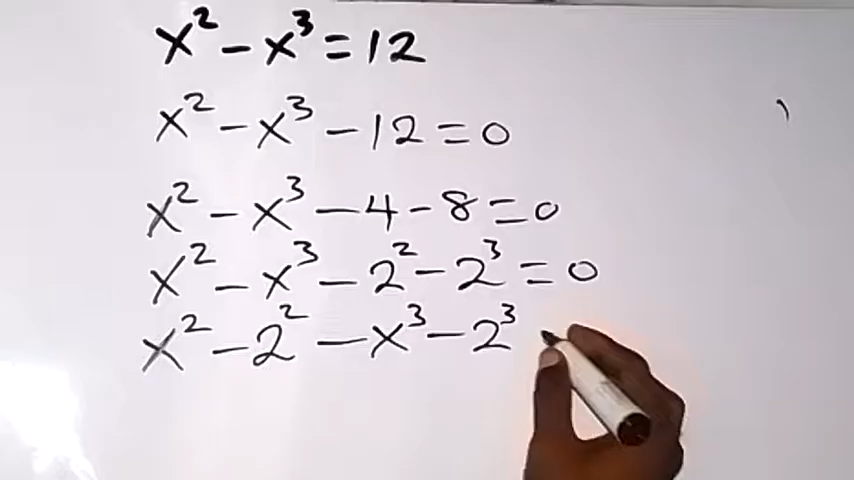 x² - x³ = 12
x² - x³ - 12 = 0
x² - x³ - 4 - 8 = 0
x² - x³ - 2² - 2³ = 0
x² - 2² - x³ - 2³